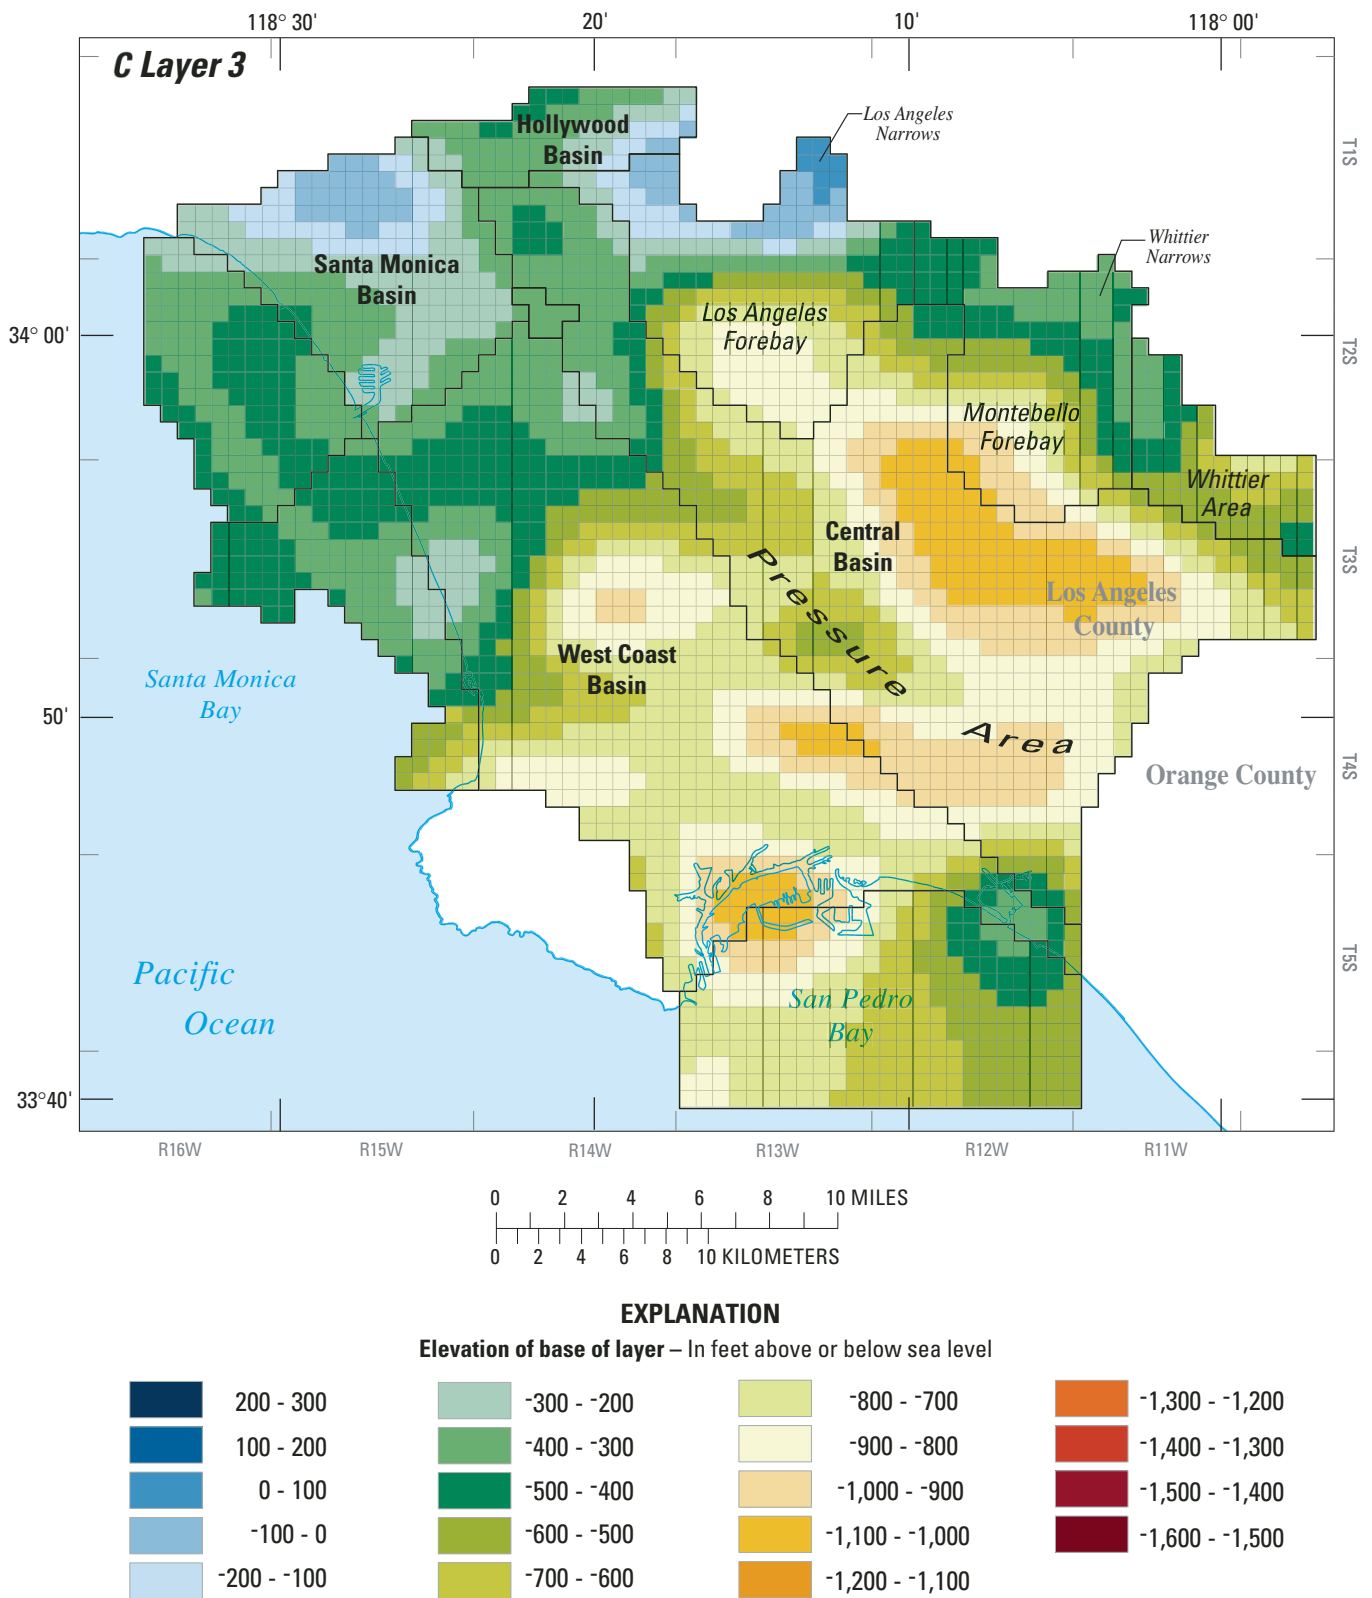 118° 30'
20'
10'
118° 00'
C Layer 3
Hollywood
Basin
Los Angeles
Narrows
T1S
Whittier
Narrows
Santa Monica
Basin
Los Angeles
Forebay
34° 00'
T2S
Montebello
Forebay
Whittier
Area
Central
Basin
T3S
Pressure
Los Angeles
County
West Coast
Basin
Santa Monica
Bay
50'
Area
Orange County
T4S
Pacific
Ocean
San Pedro
Bay
T5S
33°40'
R16W
R15W
R14W
R13W
R12W
R11W
0 2 4 6 8 10 MILES
0 2 4 6 8 10 KILOMETERS
EXPLANATION
Elevation of base of layer – In feet above or below sea level
200 - 300
100 - 200
0 - 100
-100 - 0
-200 - -100
-300 - -200
-400 - -300
-500 - -400
-600 - -500
-700 - -600
-800 - -700
-900 - -800
-1,000 - -900
-1,100 - -1,000
-1,200 - -1,100
-1,300 - -1,200
-1,400 - -1,300
-1,500 - -1,400
-1,600 - -1,500